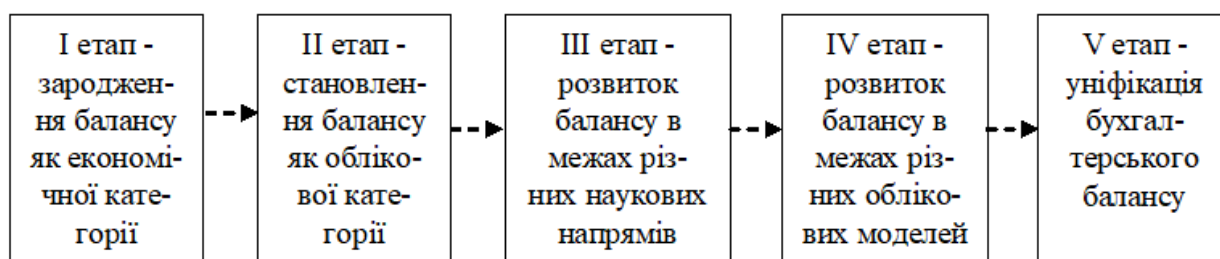 І етап -
зароджен-
ня балансу
як економі-
чної кате-
горії
ІІ етап -
становлен-
ня балансу
як обліко-
вої кате-
горії
ІІІ етап -
розвиток
балансу в
межах різ-
них наукових
напрямів
IV етап -
розвиток
балансу в
межах різ-
них обліко-
вих моделей
V етап -
уніфікація
бухгал-
терського
балансу